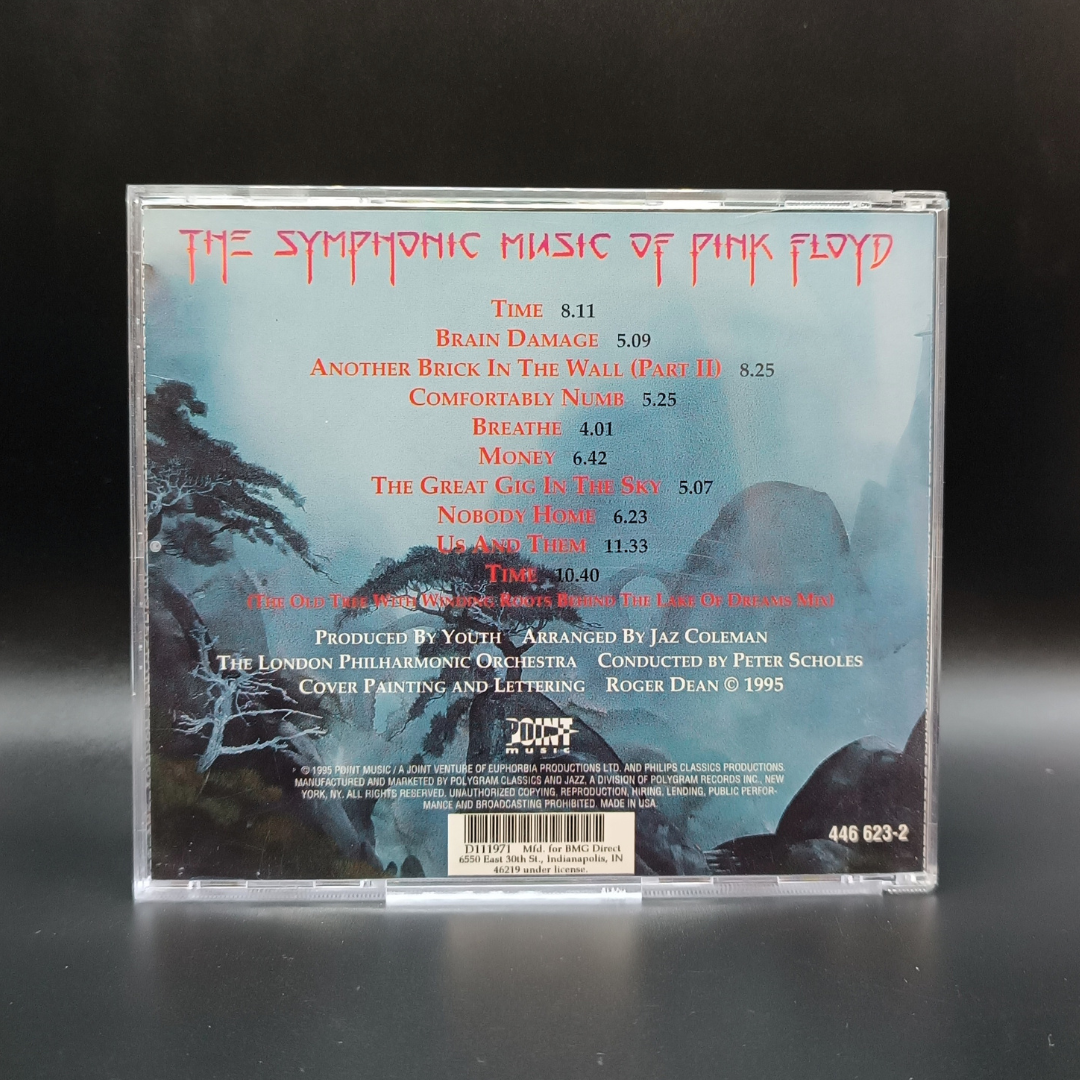 THE SYMPHONIC MUSIC OF PINK FLOYD
TIME 8.11
BRAIN DAMAGE 5.09
ANOTHER BRICK IN THE WALL (PART II) 8.25
COMFORTABLY NUMB 5.25
BREATHE 4.01
MONEY 6.42
THE GREAT GIG IN THE SKY 5.07
NOBODY HOME 6.23
US AND THEM 11.33
TIME 10.40
(THE OLD TREE WITH WINDING ROOTS BEHIND THE LAKE OF DREAMS MIX)
PRODUCED BY YOUTH ARRANGED BY JAZ COLEMAN
THE LONDON PHILHARMONIC ORCHESTRA CONDUCTED BY PETER SCHOLES
COVER PAINTING AND LETTERING ROGER DEAN © 1995
POINT
MUSIC
℗ © 1995 POINT MUSIC / A JOINT VENTURE OF EUPHORBIA PRODUCTIONS LTD. AND PHILIPS CLASSICS PRODUCTIONS.
MANUFACTURED AND MARKETED BY POLYGRAM CLASSICS AND JAZZ, A DIVISION OF POLYGRAM RECORDS INC., NEW
YORK, NY. ALL RIGHTS RESERVED. UNAUTHORIZED COPYING, REPRODUCTION, HIRING, LENDING, PUBLIC PERFOR-
MANCE AND BROADCASTING PROHIBITED. MADE IN USA.
446 623-2
D111971 Mfd. for BMG Direct
6550 East 30th St., Indianapolis, IN
46219 under license.